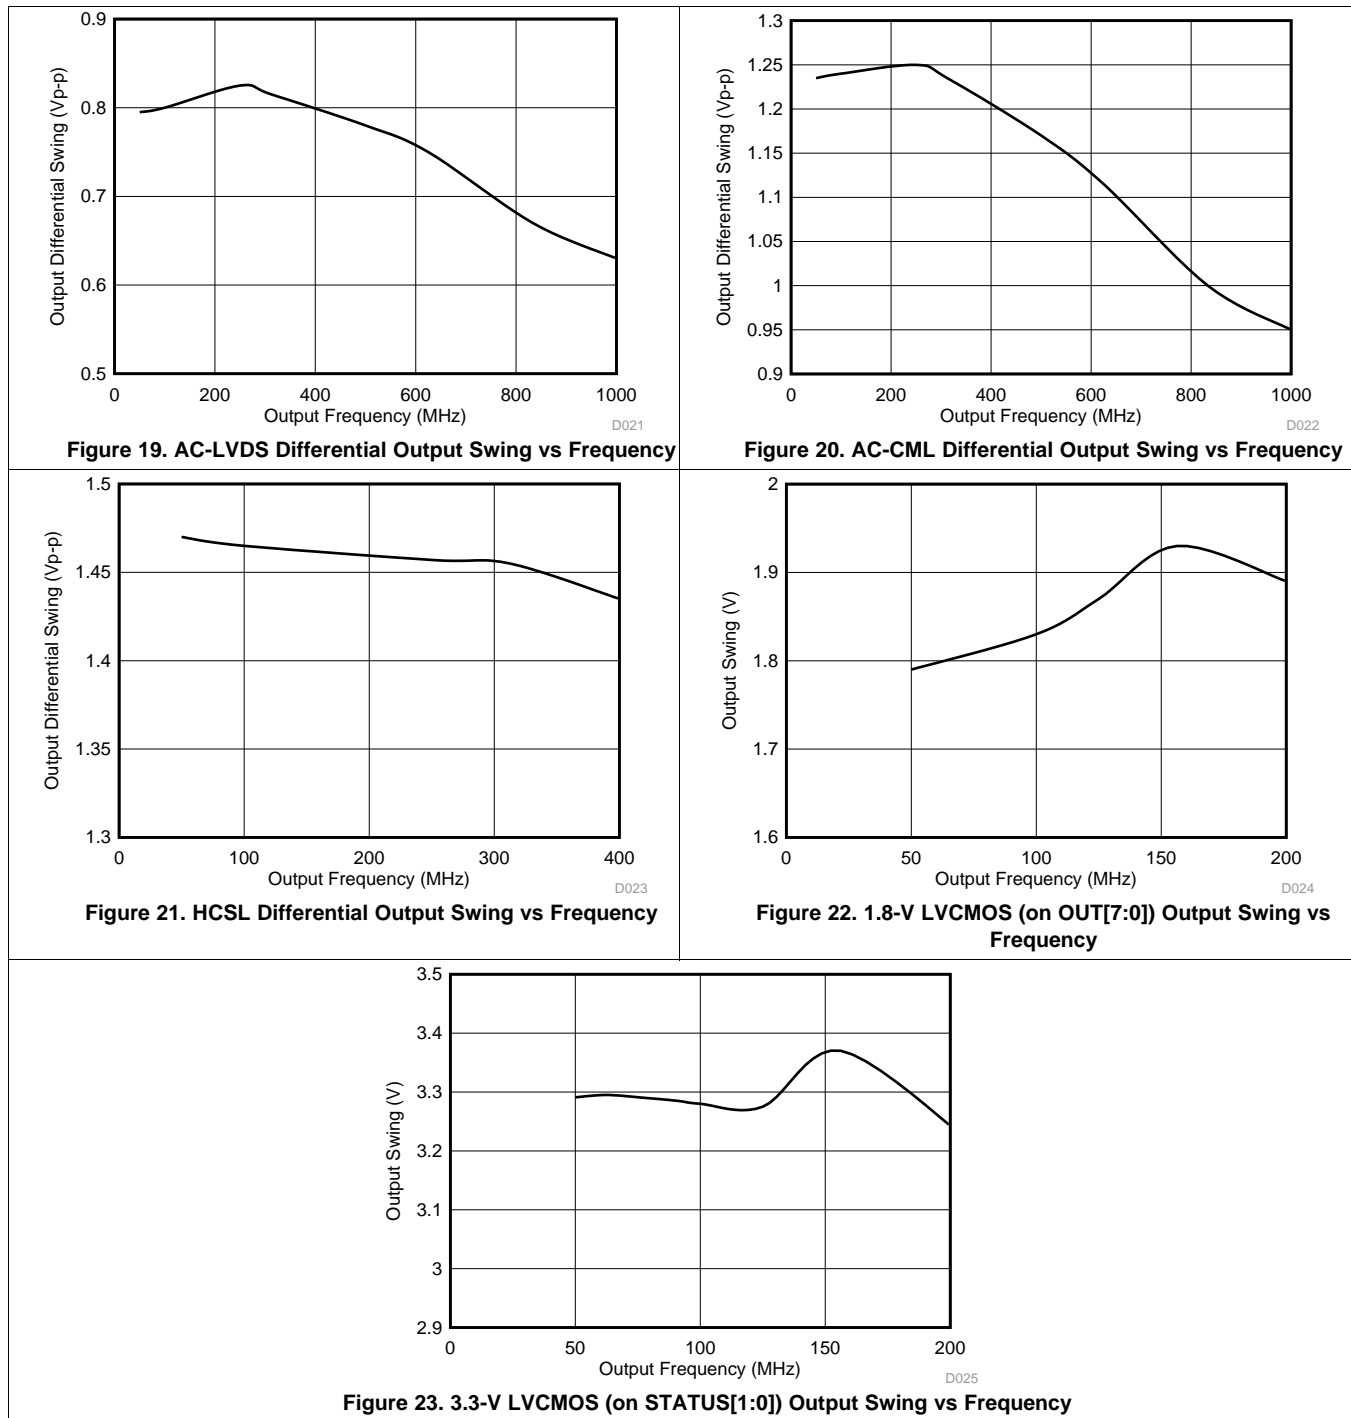 0.9
0.8
0.7
0.6
0.5
Output Differential Swing (Vp-p)
0 200 400 600 800 1000
Output Frequency (MHz)
D021
Figure 19. AC-LVDS Differential Output Swing vs Frequency
1.3
1.25
1.2
1.15
1.1
1.05
1
0.95
0.9
Output Differential Swing (Vp-p)
0 200 400 600 800 1000
Output Frequency (MHz)
D022
Figure 20. AC-CML Differential Output Swing vs Frequency
1.5
1.45
1.4
1.35
1.3
Output Differential Swing (Vp-p)
0 100 200 300 400
Output Frequency (MHz)
D023
Figure 21. HCSL Differential Output Swing vs Frequency
2
1.9
1.8
1.7
1.6
Output Swing (V)
0 50 100 150 200
Output Frequency (MHz)
D024
Figure 22. 1.8-V LVCMOS (on OUT[7:0]) Output Swing vs
Frequency
3.5
3.4
3.3
3.2
3.1
3
2.9
Output Swing (V)
0 50 100 150 200
Output Frequency (MHz)
D025
Figure 23. 3.3-V LVCMOS (on STATUS[1:0]) Output Swing vs Frequency